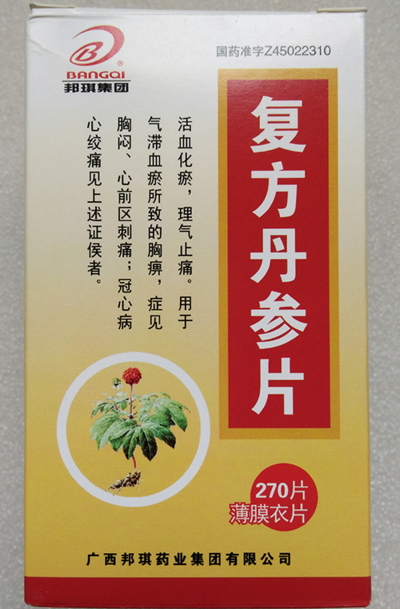 BANGQI
邦琪集团
国药准字Z45022310
复方丹参片
活血化瘀，理气止痛。用于
气滞血瘀所致的胸痹，症见
胸闷、心前区刺痛；冠心病
心绞痛见上述证侯者。
270片
薄膜衣片
广西邦琪药业集团有限公司